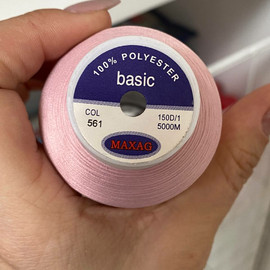 100% POLYESTER
basic
COL
561
150D/1
5000M
MAXAG